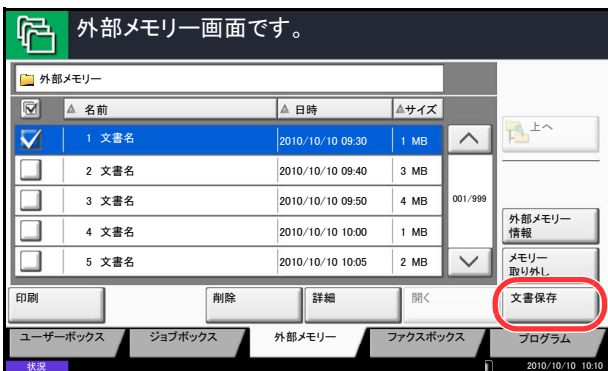 外部メモリー画面です。
外部メモリー
名前 日時 サイズ
1 文書名 2010/10/10 09:30 1 MB
2 文書名 2010/10/10 09:40 3 MB
3 文書名 2010/10/10 09:50 4 MB
4 文書名 2010/10/10 10:00 1 MB
5 文書名 2010/10/10 10:05 2 MB
001/999
上へ
外部メモリー
情報
メモリー
取り外し
印刷 削除 詳細 開く 文書保存
ユーザーボックス ジョブボックス 外部メモリー ファクスボックス プログラム
状況 2010/10/10 10:10